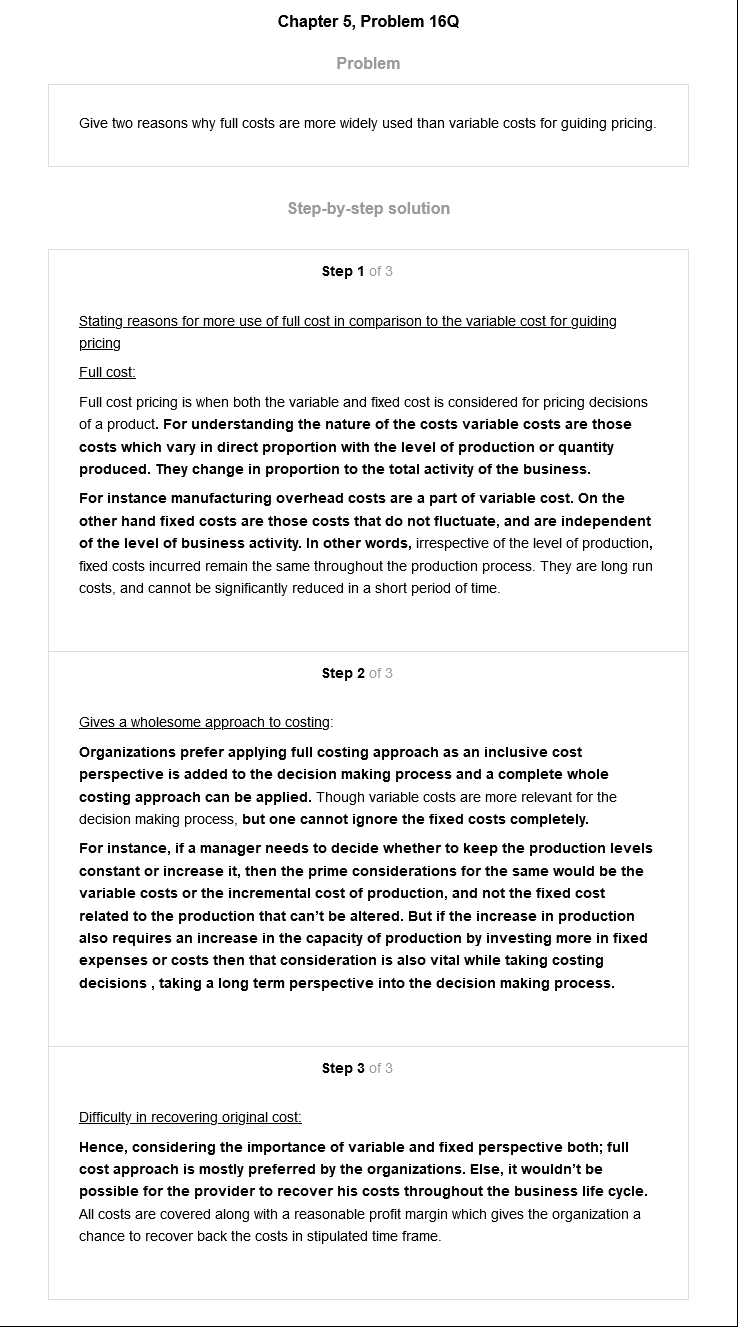 Chapter 5, Problem 16Q
Problem
Give two reasons why full costs are more widely used than variable costs for guiding pricing.
Step-by-step solution
Step 1 of 3
Stating reasons for more use of full cost in comparison to the variable cost for guiding
pricing
Full cost:
Full cost pricing is when both the variable and fixed cost is considered for pricing decisions
of a product. For understanding the nature of the costs variable costs are those
costs which vary in direct proportion with the level of production or quantity
produced. They change in proportion to the total activity of the business.
For instance manufacturing overhead costs are a part of variable cost. On the
other hand fixed costs are those costs that do not fluctuate, and are independent
of the level of business activity. In other words, irrespective of the level of production,
fixed costs incurred remain the same throughout the production process. They are long run
costs, and cannot be significantly reduced in a short period of time.
Step 2 of 3
Gives a wholesome approach to costing:
Organizations prefer applying full costing approach as an inclusive cost
perspective is added to the decision making process and a complete whole
costing approach can be applied. Though variable costs are more relevant for the
decision making process, but one cannot ignore the fixed costs completely.
For instance, if a manager needs to decide whether to keep the production levels
constant or increase it, then the prime considerations for the same would be the
variable costs or the incremental cost of production, and not the fixed cost
related to the production that can’t be altered. But if the increase in production
also requires an increase in the capacity of production by investing more in fixed
expenses or costs then that consideration is also vital while taking costing
decisions , taking a long term perspective into the decision making process.
Step 3 of 3
Difficulty in recovering original cost:
Hence, considering the importance of variable and fixed perspective both; full
cost approach is mostly preferred by the organizations. Else, it wouldn’t be
possible for the provider to recover his costs throughout the business life cycle.
All costs are covered along with a reasonable profit margin which gives the organization a
chance to recover back the costs in stipulated time frame.